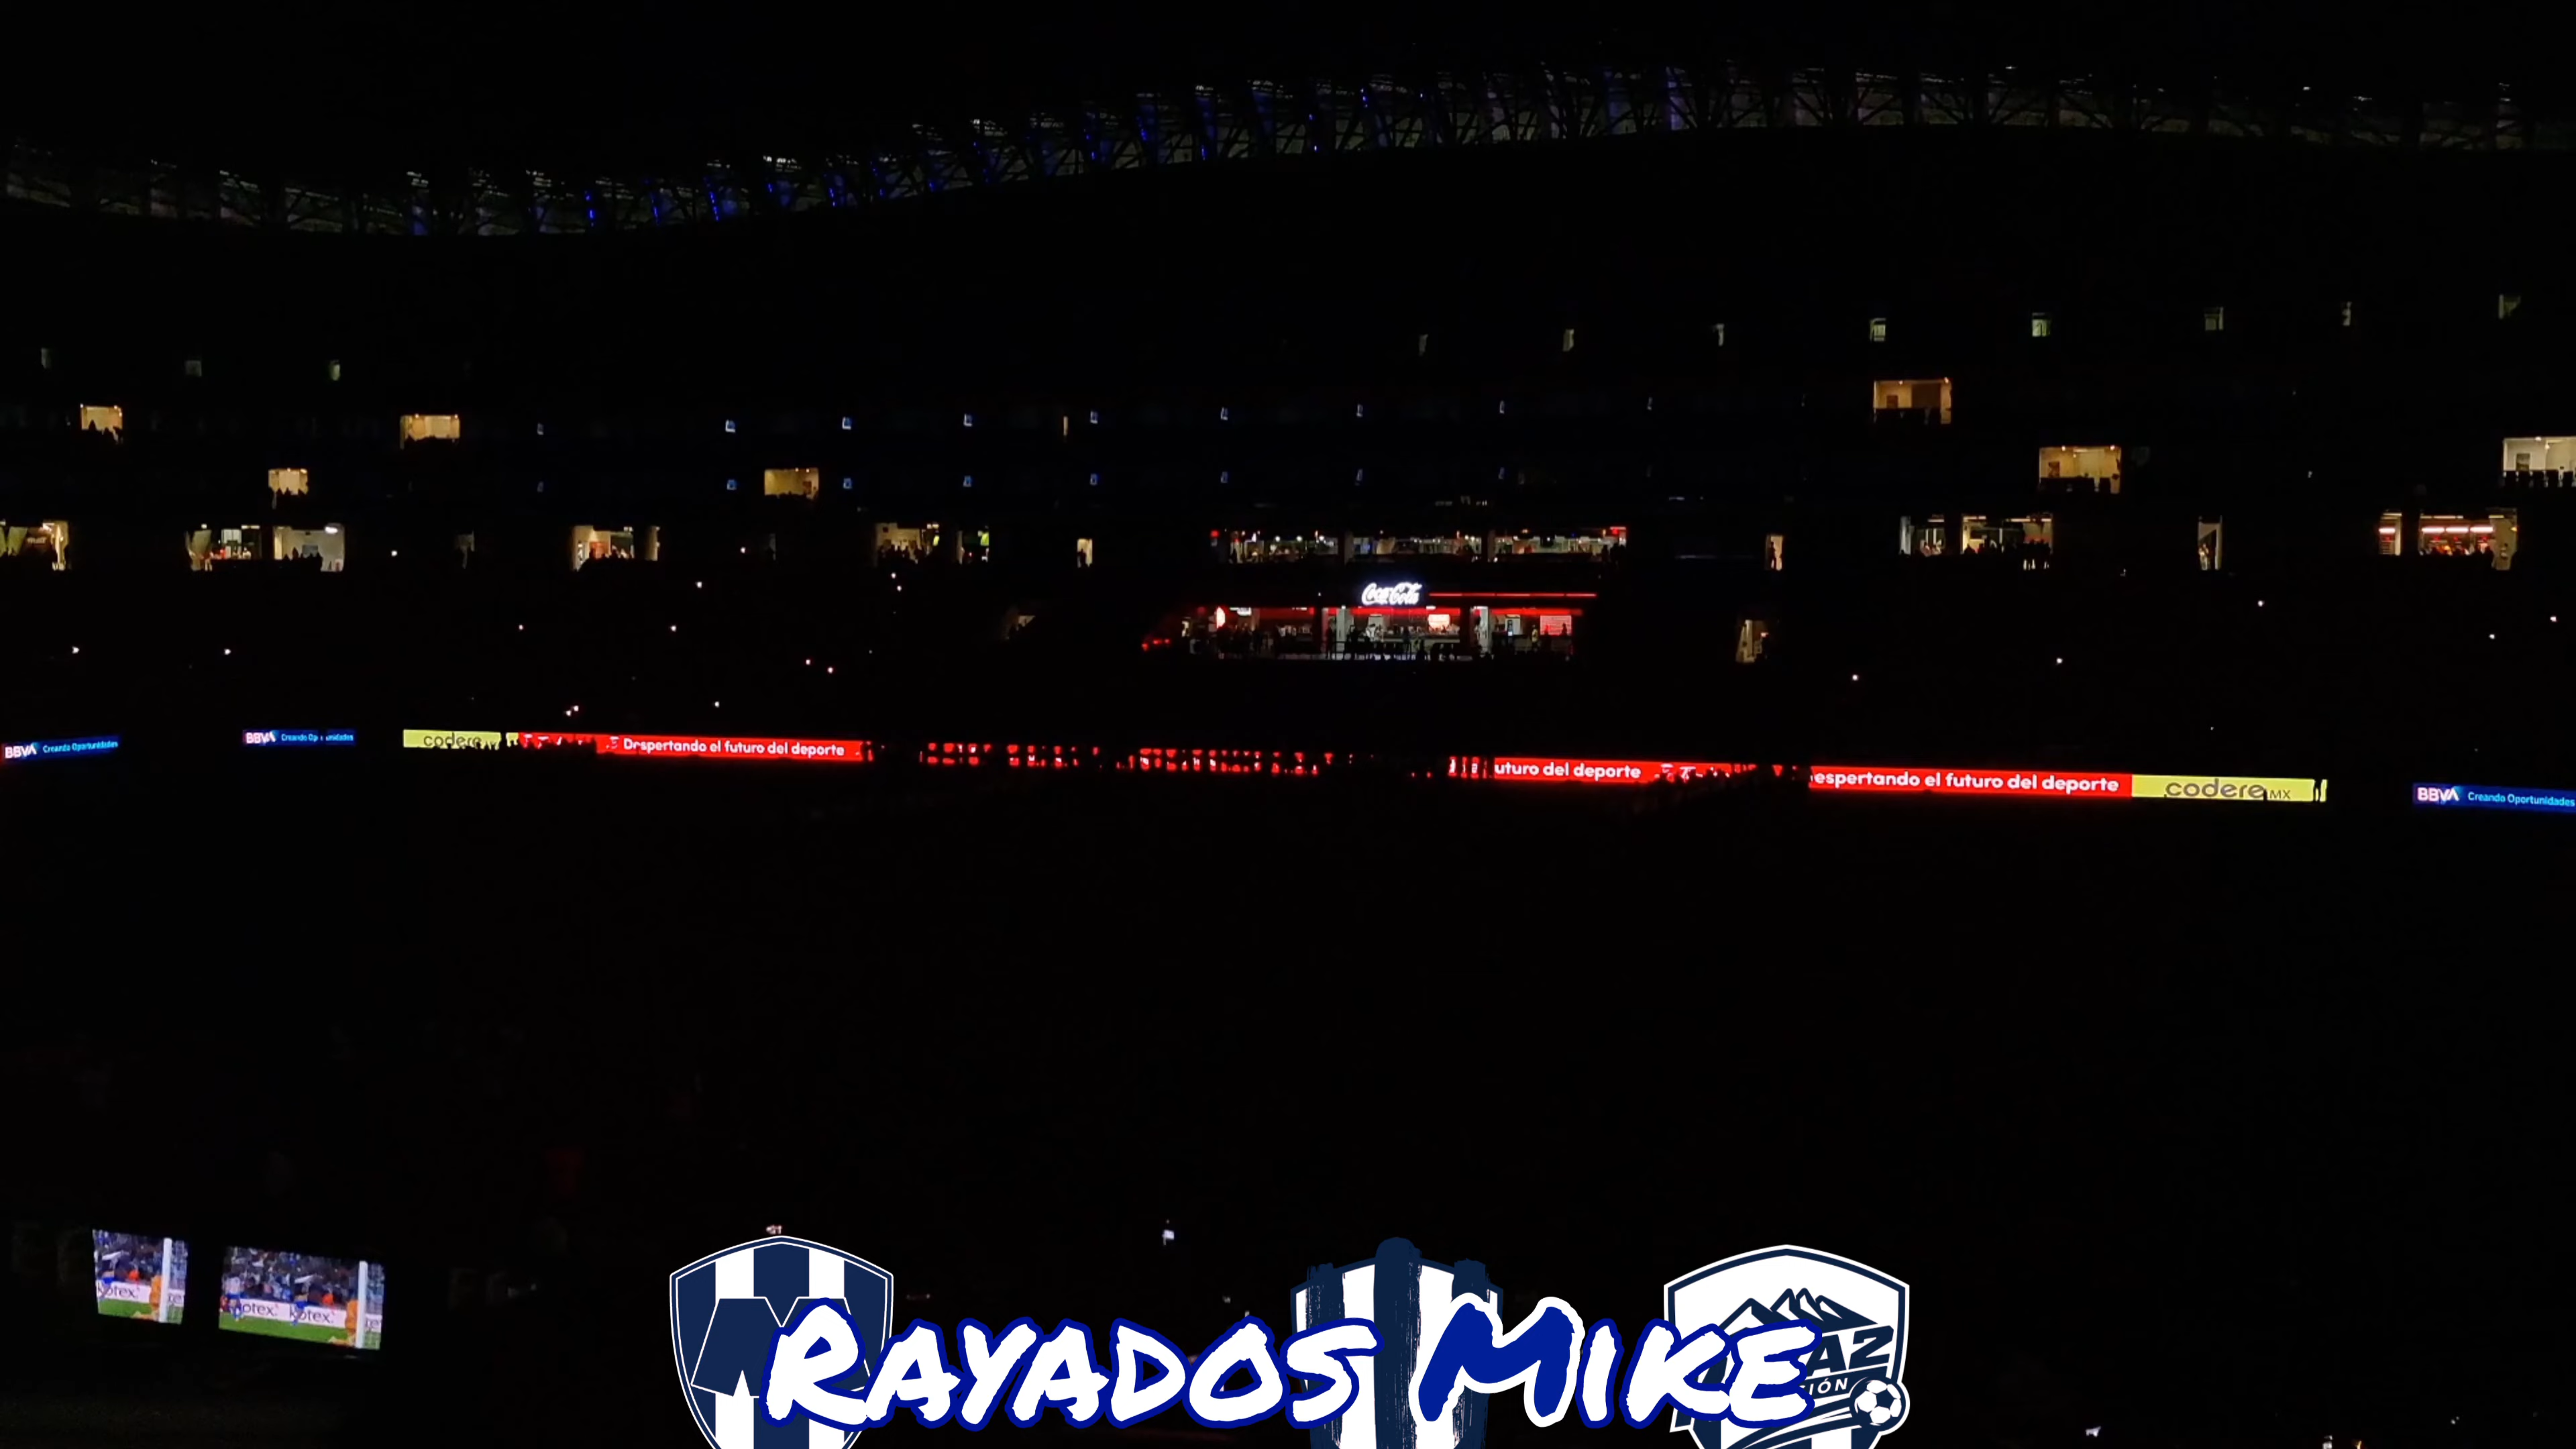 Coca-Cola
BBVA Creando Oportunidades
BBVA
codere
Despertando el futuro del deporte
uturo del deporte
espertando el futuro del deporte
codere MX
BBVA Creando Oportunidades
kotex
RAYADOS MIKE